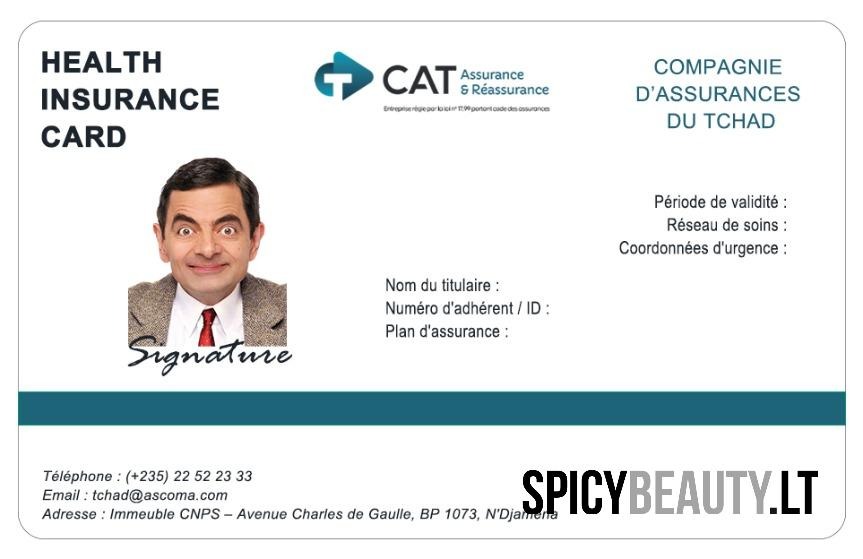 HEALTH
INSURANCE
CARD
CAT Assurance
& Réassurance
Entreprise régie par la loi n° 17.99 portant code des assurances
COMPAGNIE
D'ASSURANCES
DU TCHAD
Période de validité :
Réseau de soins :
Coordonnées d'urgence :
Nom du titulaire :
Numéro d'adhérent / ID :
Plan d'assurance :
Signature
Téléphone : (+235) 22 52 23 33
Email : tchad@ascoma.com
Adresse : Immeuble CNPS – Avenue Charles de Gaulle, BP 1073, N'Djaména
SPICYBEAUTY.LT